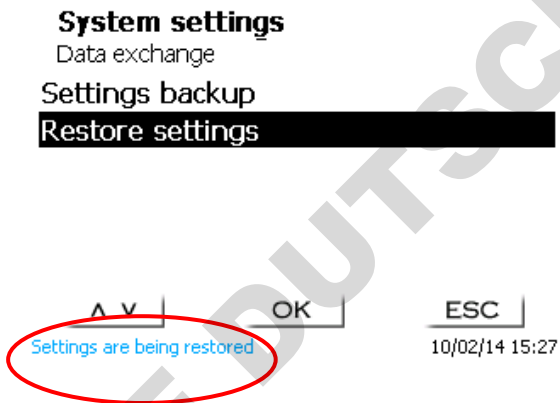 System settings
Data exchange
Settings backup
Restore settings
Λ V OK ESC
Settings are being restored 10/02/14 15:27